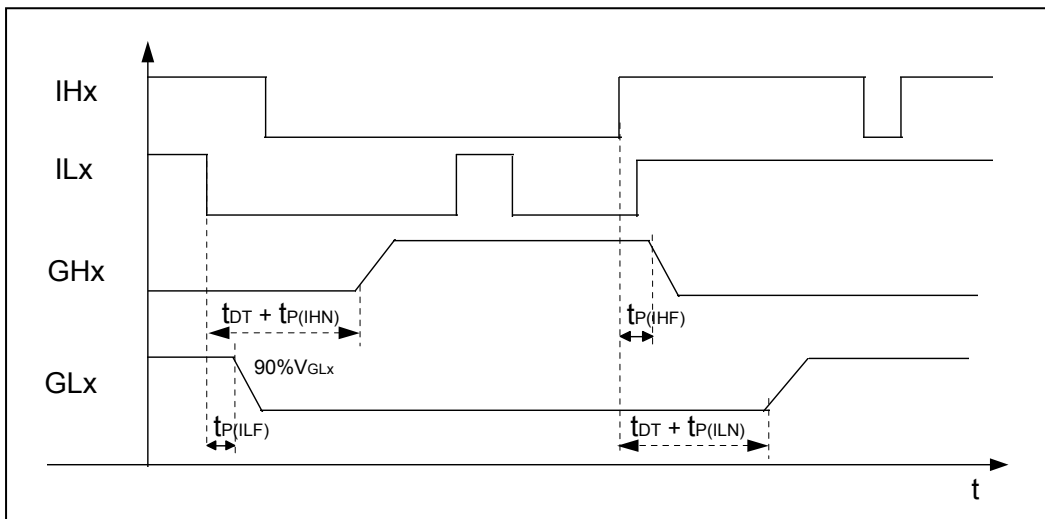 IHx
ILx
GHx
tDT + tP(IHN)
tP(IHF)
90%VGLx
GLx
tP(ILF)
tDT + tP(ILN)
t